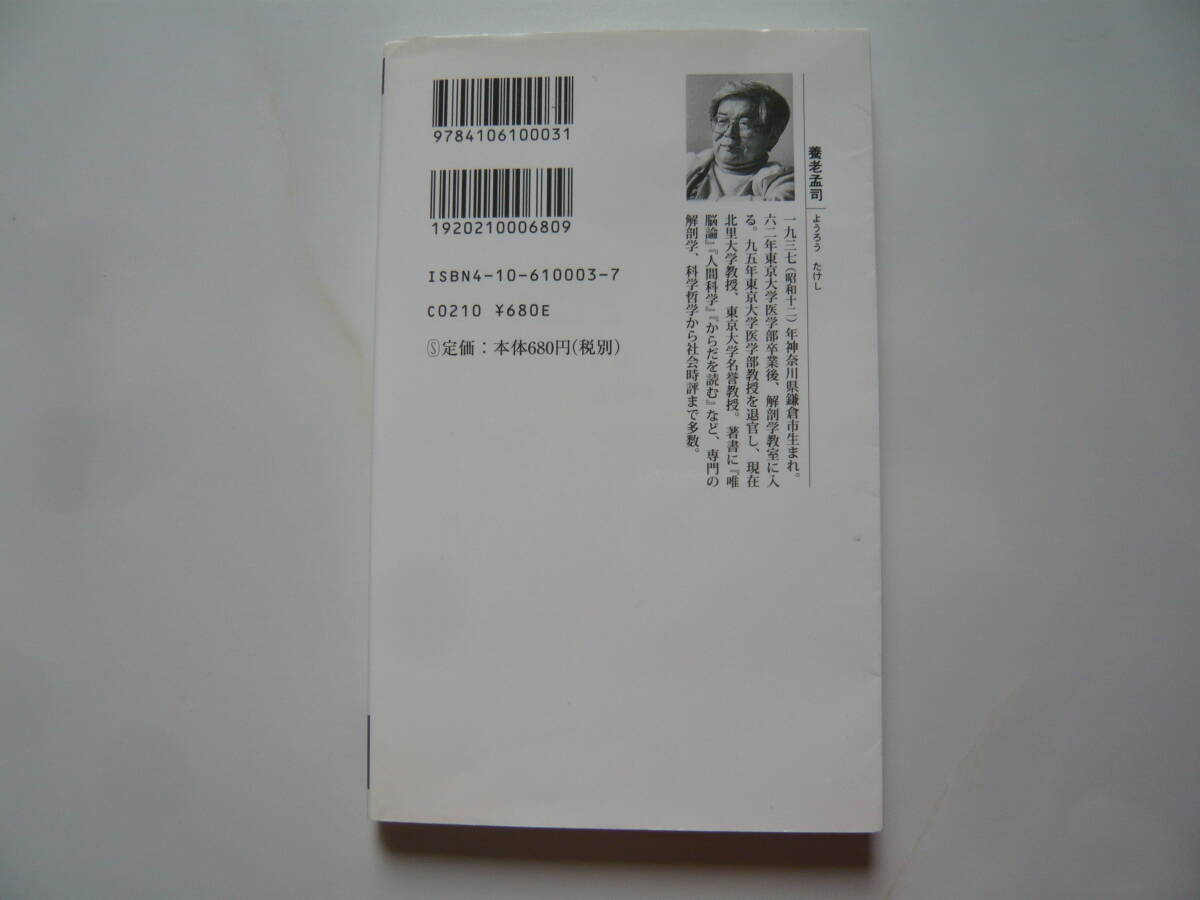 9784106100031
1920210006809
ISBN4-10-610003-7
C0210 ¥680E
Ⓢ定価：本体680円(税別)
養老孟司
ようろう たけし
一九三七（昭和十二）年神奈川県鎌倉市生まれ。
六二年東京大学医学部卒業後、解剖学教室に入
る。九五年東京大学医学部教授を退官し、現在
北里大学教授、東京大学名誉教授。著書に『唯
脳論』『人間科学』『からだを読む』など、専門の
解剖学、科学哲学から社会時評まで多数。